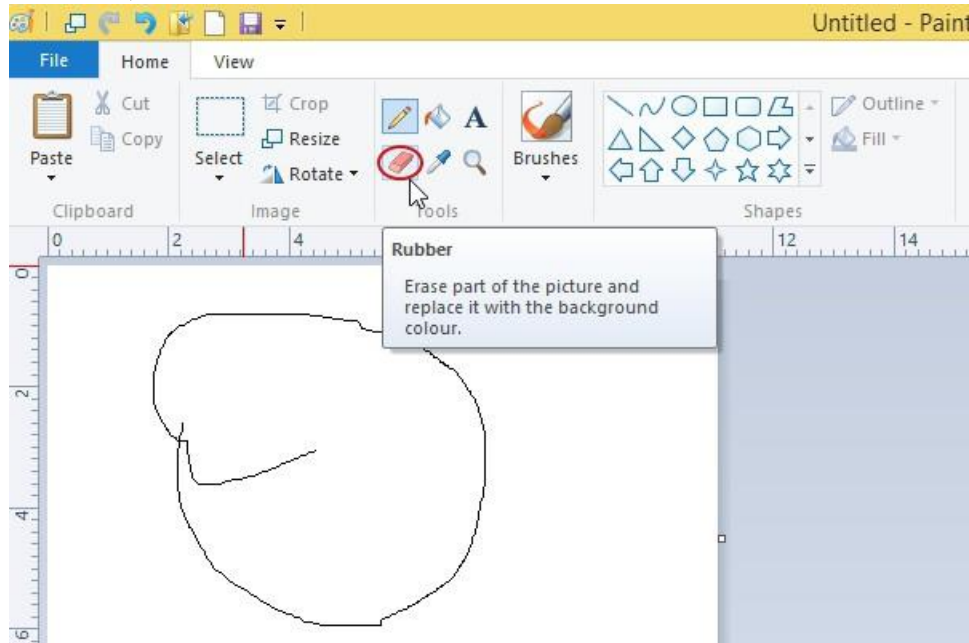 Untitled - Paint
File Home View
Cut Crop Outline
Copy Resize Fill
Paste Select Rotate Brushes
Clipboard Image Tools Shapes
0 2 4 12 14
Rubber
Erase part of the picture and
replace it with the background
colour.
0
2
4
6